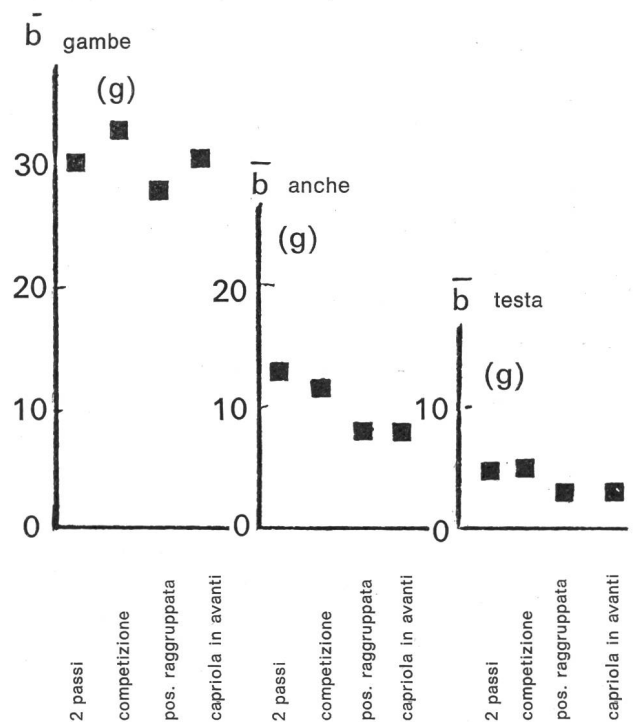 b̄ gambe
(g)
30
20
10
0
b̄ anche
(g)
20
10
0
b̄ testa
(g)
10
0
2 passi
competizione
pos. raggruppata
capriola in avanti
2 passi
competizione
pos. raggruppata
capriola in avanti
2 passi
competizione
pos. raggruppata
capriola in avanti